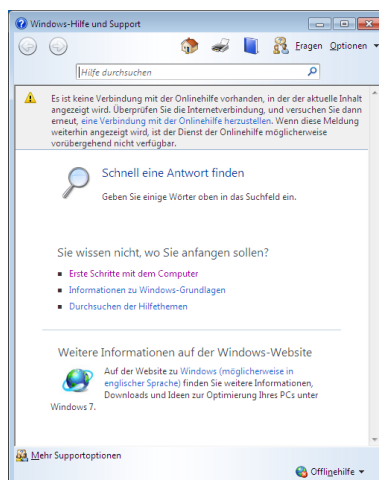 Windows-Hilfe und Support
Fragen Optionen
Hilfe durchsuchen
Es ist keine Verbindung mit der Onlinehilfe vorhanden, in der der aktuelle Inhalt
angezeigt wird. Überprüfen Sie die Internetverbindung, und versuchen Sie dann
erneut, eine Verbindung mit der Onlinehilfe herzustellen. Wenn diese Meldung
weiterhin angezeigt wird, ist der Dienst der Onlinehilfe möglicherweise
vorübergehend nicht verfügbar.
Schnell eine Antwort finden
Geben Sie einige Wörter oben in das Suchfeld ein.
Sie wissen nicht, wo Sie anfangen sollen?
Erste Schritte mit dem Computer
Informationen zu Windows-Grundlagen
Durchsuchen der Hilfethemen
Weitere Informationen auf der Windows-Website
Auf der Website zu Windows (möglicherweise in
englischer Sprache) finden Sie weitere Informationen,
Downloads und Ideen zur Optimierung Ihres PCs unter
Windows 7.
Mehr Supportoptionen
Offlinehilfe